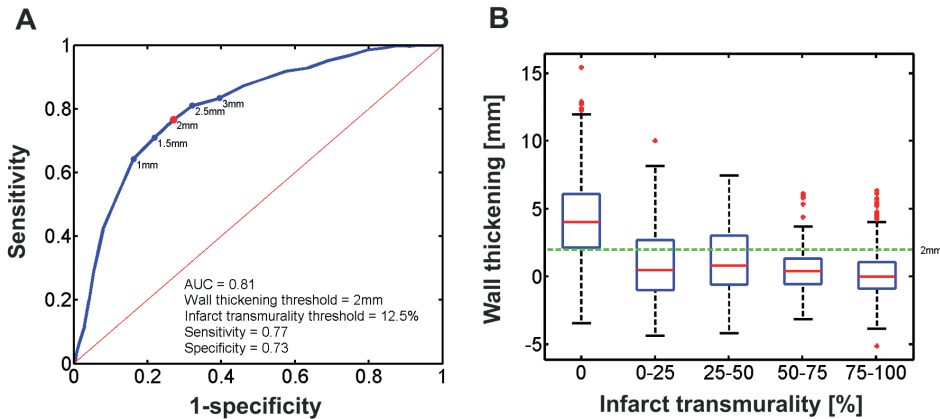 A
Sensitivity
1
0.8
0.6
0.4
0.2
0
0 0.2 0.4 0.6 0.8 1
1-specificity
3mm
2.5mm
2mm
1.5mm
1mm
AUC = 0.81
Wall thickening threshold = 2mm
Infarct transmurality threshold = 12.5%
Sensitivity = 0.77
Specificity = 0.73
B
Wall thickening [mm]
15
10
5
0
-5
2mm
0 0-25 25-50 50-75 75-100
Infarct transmurality [%]